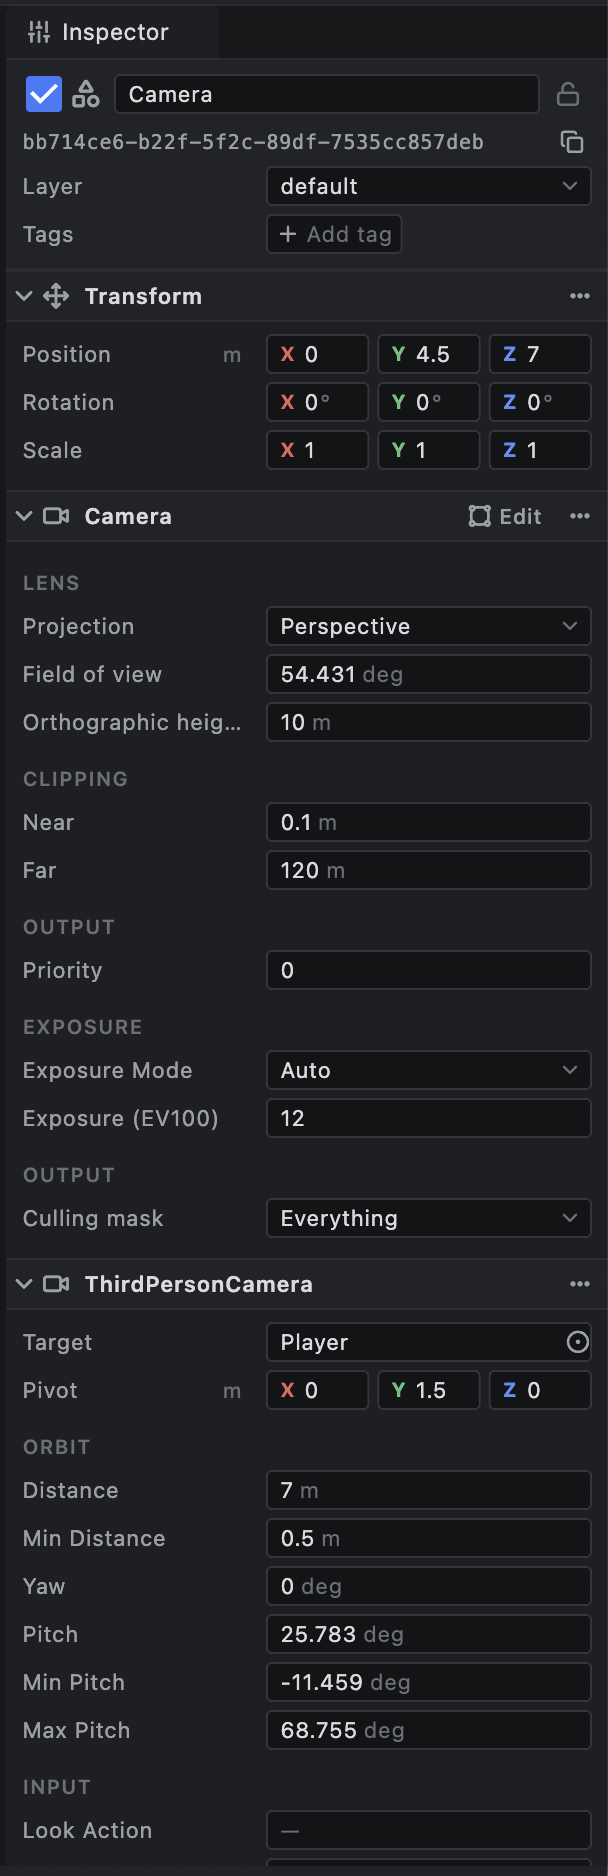 Inspector
Camera
bb714ce6-b22f-5f2c-89df-7535cc857deb
Layer default
Tags + Add tag
Transform
Position m X 0 Y 4.5 Z 7
Rotation X 0° Y 0° Z 0°
Scale X 1 Y 1 Z 1
Camera Edit
LENS
Projection Perspective
Field of view 54.431 deg
Orthographic heig... 10 m
CLIPPING
Near 0.1 m
Far 120 m
OUTPUT
Priority 0
EXPOSURE
Exposure Mode Auto
Exposure (EV100) 12
OUTPUT
Culling mask Everything
ThirdPersonCamera
Target Player
Pivot m X 0 Y 1.5 Z 0
ORBIT
Distance 7 m
Min Distance 0.5 m
Yaw 0 deg
Pitch 25.783 deg
Min Pitch -11.459 deg
Max Pitch 68.755 deg
INPUT
Look Action —